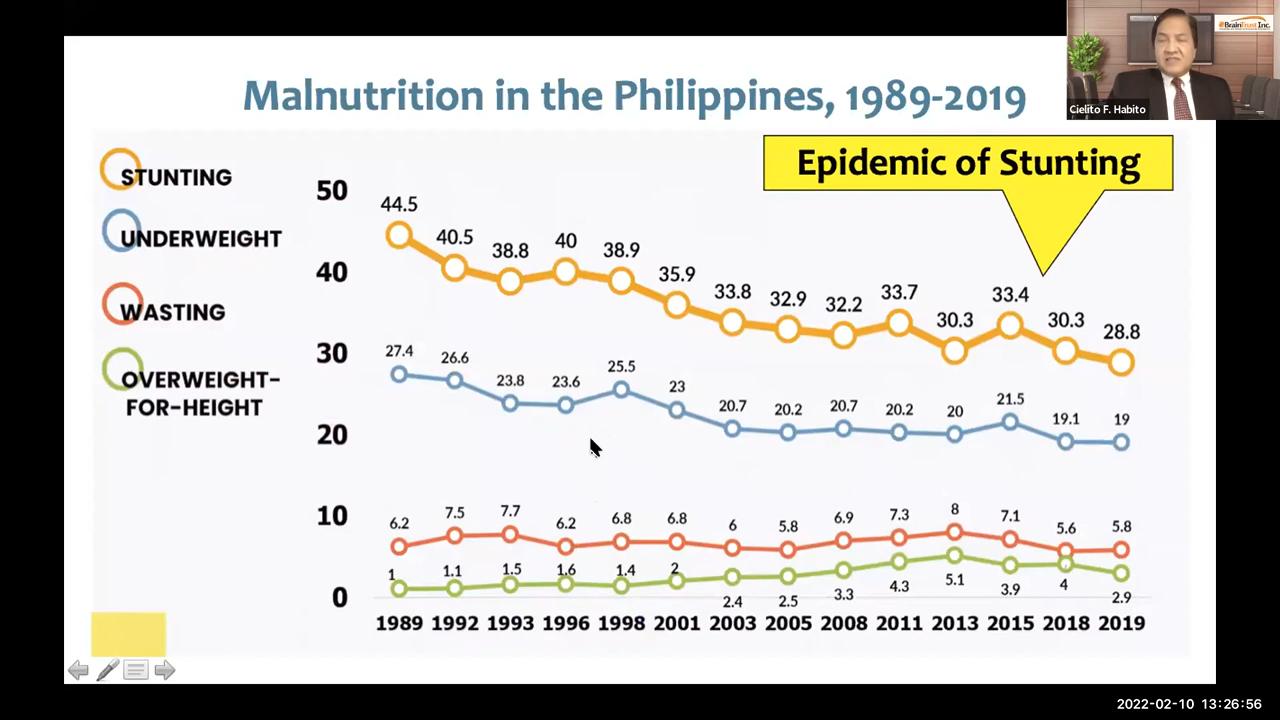 BrainTrust Inc.
Cielito F. Habito
Malnutrition in the Philippines, 1989-2019
Epidemic of Stunting
STUNTING
UNDERWEIGHT
WASTING
OVERWEIGHT-
FOR-HEIGHT
50
40
30
20
10
0
44.5 40.5 38.8 40 38.9 35.9 33.8 32.9 32.2 33.7 30.3 33.4 30.3 28.8
27.4 26.6 23.8 23.6 25.5 23 20.7 20.2 20.7 20.2 20 21.5 19.1 19
6.2 7.5 7.7 6.2 6.8 6.8 6 5.8 6.9 7.3 8 7.1 5.6 5.8
1 1.1 1.5 1.6 1.4 2 2.4 2.5 3.3 4.3 5.1 3.9 4 2.9
1989 1992 1993 1996 1998 2001 2003 2005 2008 2011 2013 2015 2018 2019
2022-02-10 13:26:56